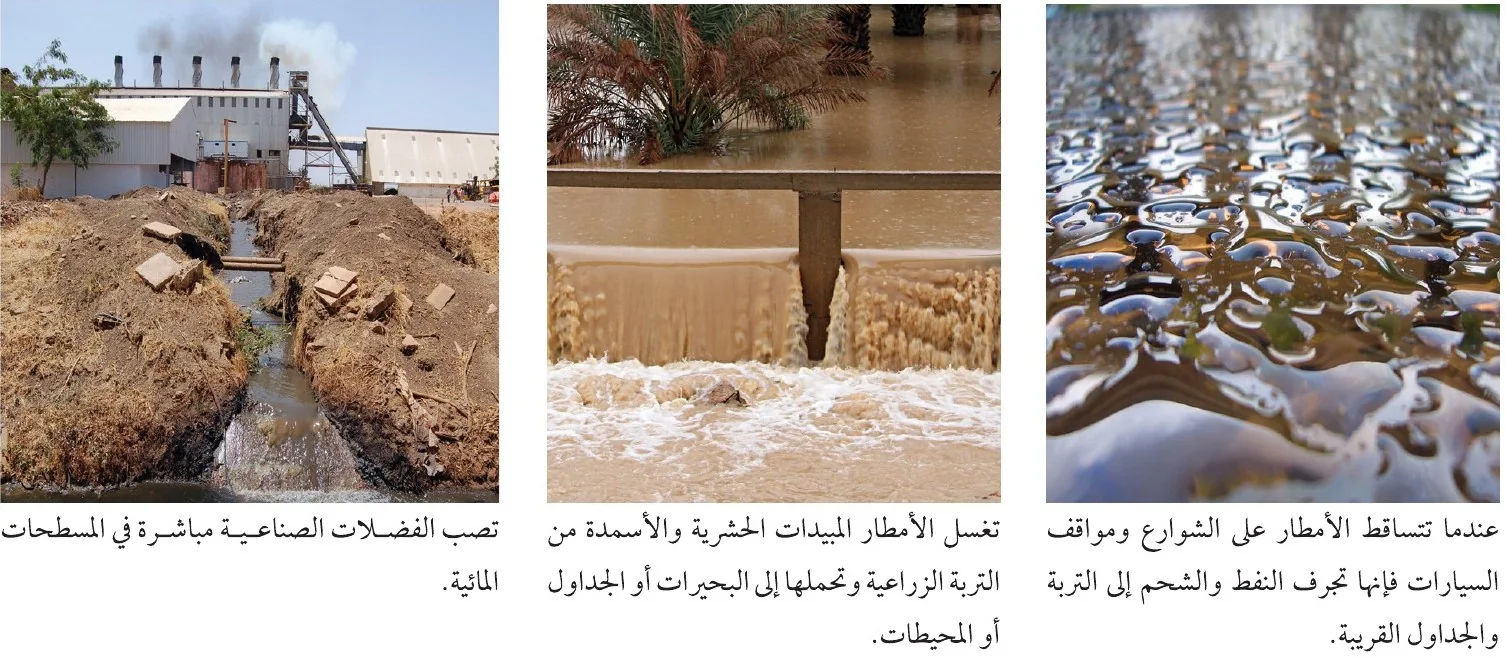 عندما تتساقط الأمطار على الشوارع ومواقف
السيارات فإنها تجرف النفط والشحم إلى التربة
والجداول القريبة.
تغسل الأمطار المبيدات الحشرية والأسمدة من
التربة الزراعية وتحملها إلى البحيرات أو الجداول
أو المحيطات.
تصب الفضلات الصناعية مباشرة في المسطحات
المائية.